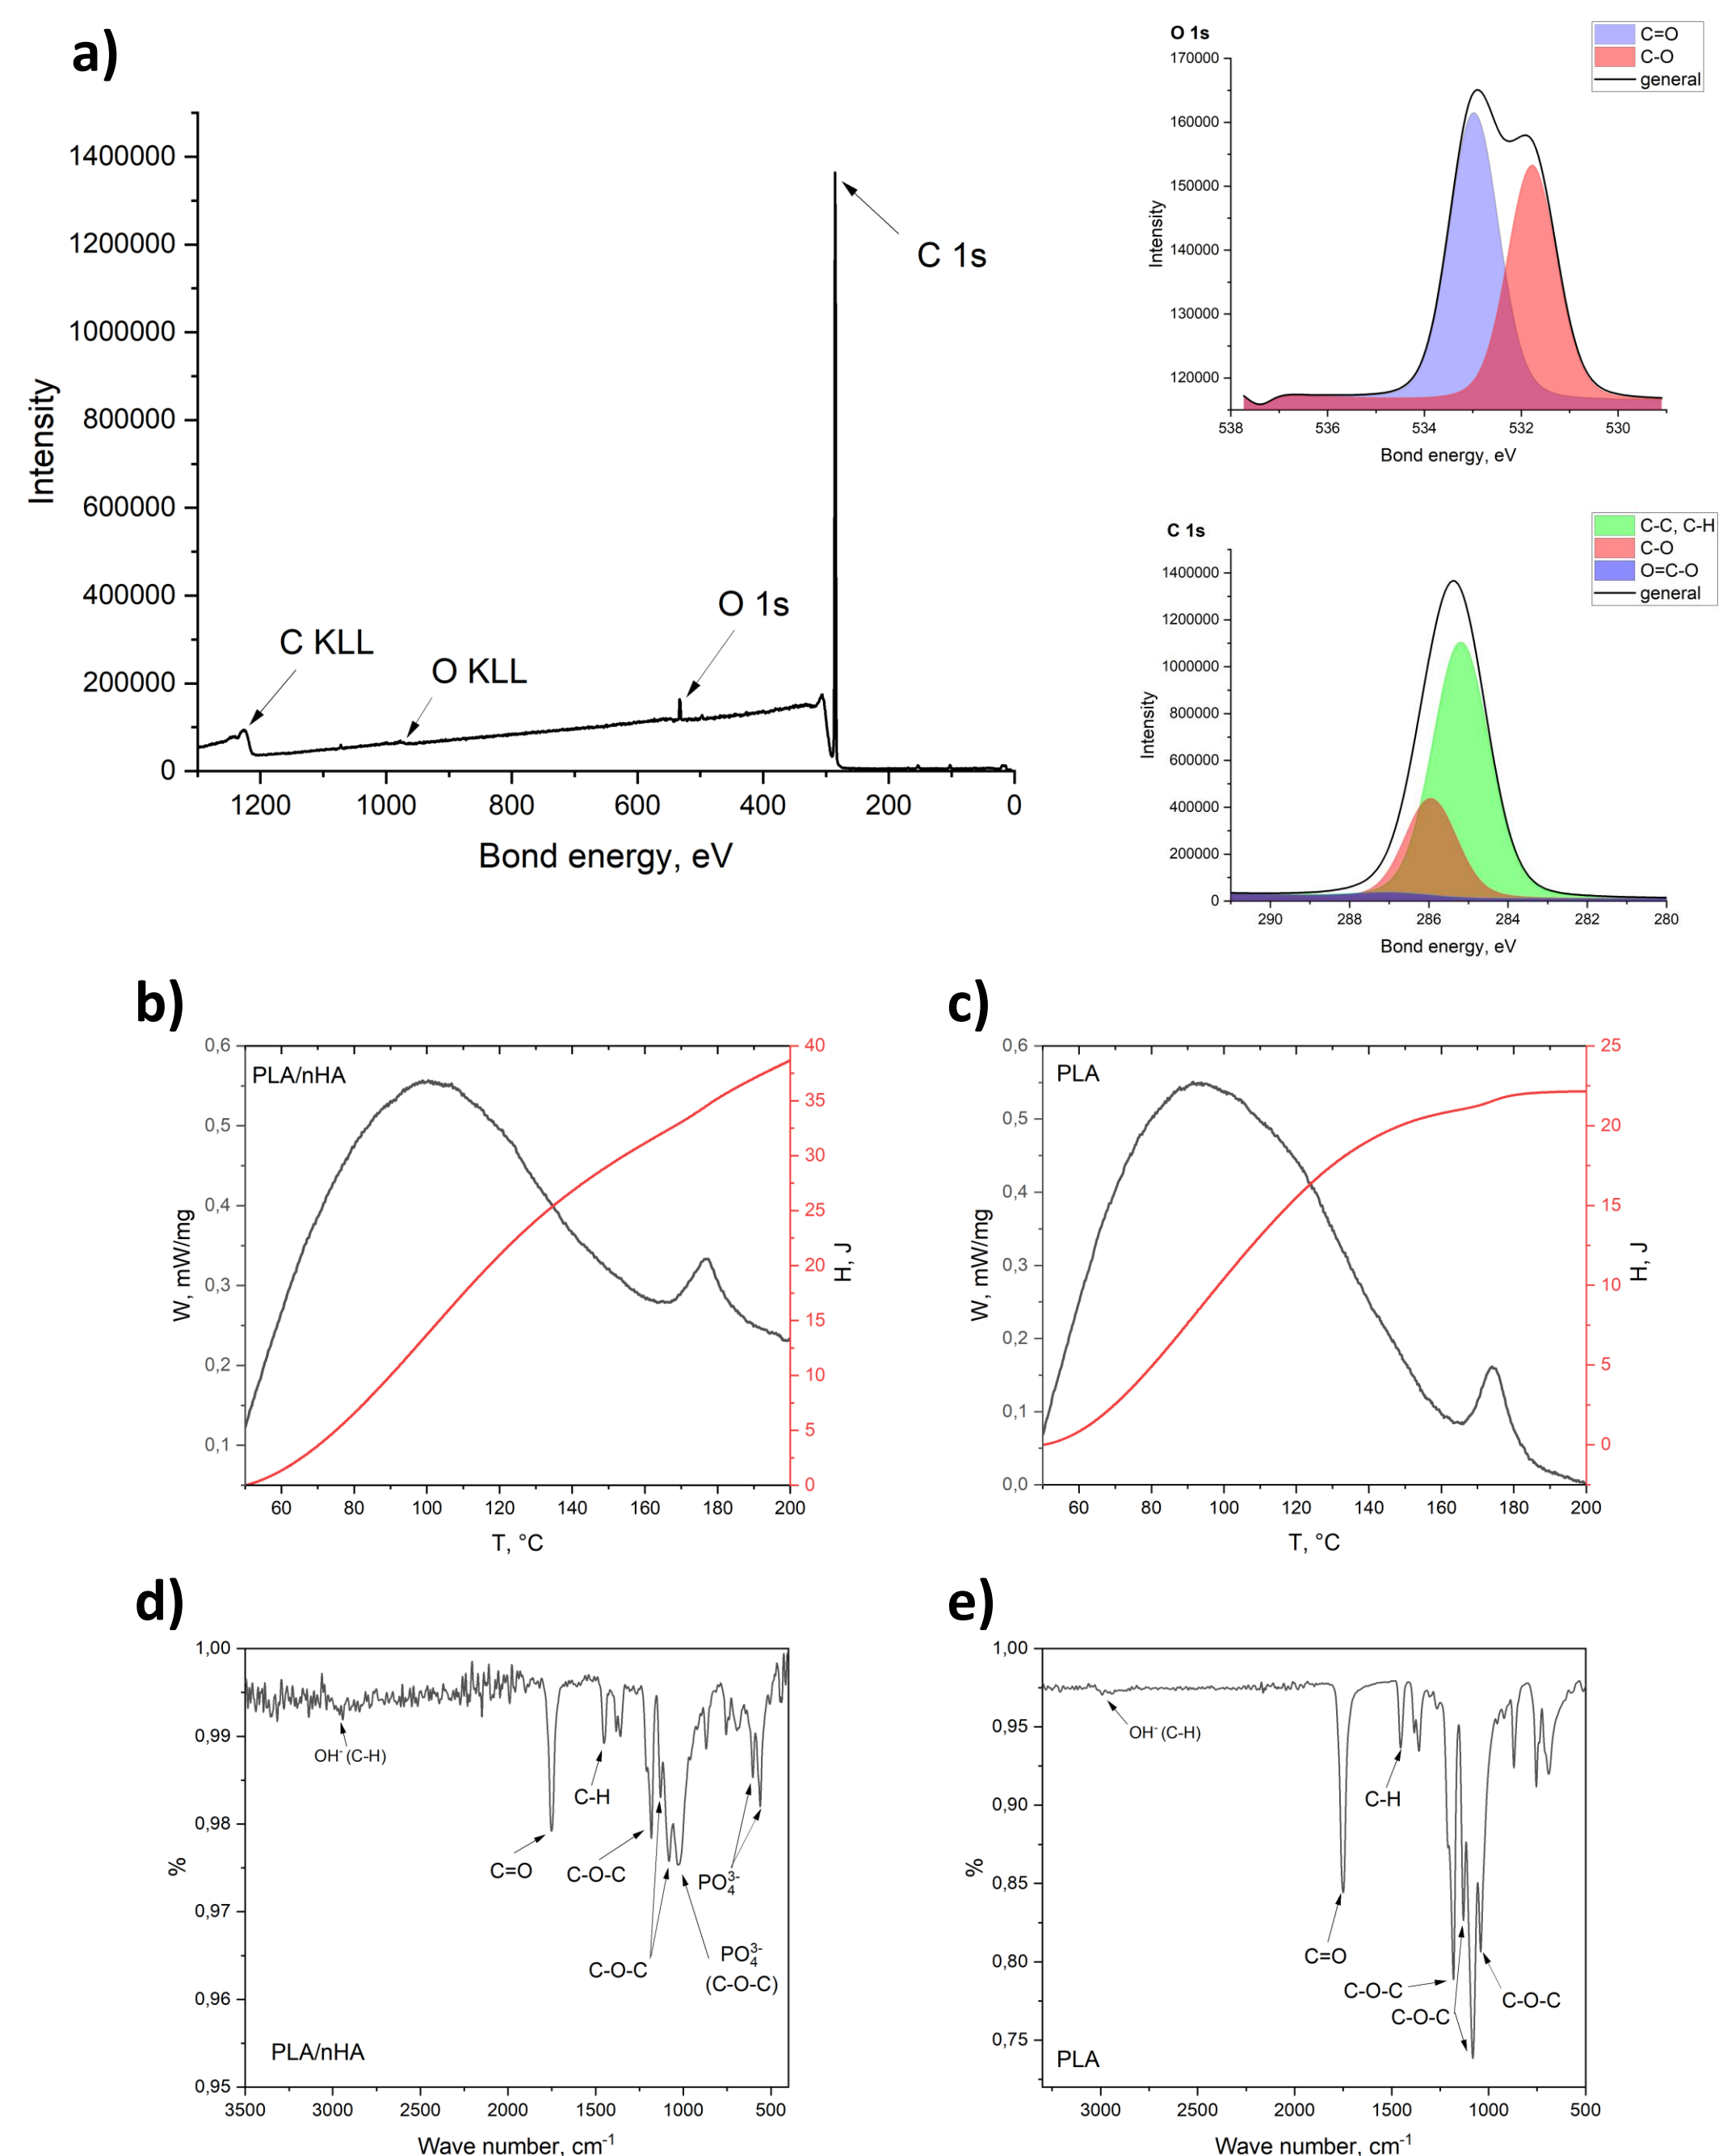 a)
1400000
1200000
1000000
800000
600000
400000
200000
0
Intensity
C 1s
O 1s
C KLL
O KLL
1200 1000 800 600 400 200 0
Bond energy, eV
O 1s
C=O
C-O
general
170000
160000
150000
140000
130000
120000
Intensity
538 536 534 532 530
Bond energy, eV
C 1s
C-C, C-H
C-O
O=C-O
general
1400000
1200000
1000000
800000
600000
400000
200000
0
Intensity
290 288 286 284 282 280
Bond energy, eV
b)
PLA/nHA
0,6
0,5
0,4
0,3
0,2
0,1
W, mW/mg
40
35
30
25
20
15
10
5
0
H, J
60 80 100 120 140 160 180 200
T, °C
c)
PLA
0,6
0,5
0,4
0,3
0,2
0,1
0,0
W, mW/mg
25
20
15
10
5
0
H, J
60 80 100 120 140 160 180 200
T, °C
d)
1,00
0,99
0,98
0,97
0,96
0,95
%
OH⁻ (C-H)
C-H
C=O
C-O-C
PO₄³⁻
C-O-C
PO₄³⁻
(C-O-C)
PLA/nHA
3500 3000 2500 2000 1500 1000 500
Wave number, cm⁻¹
e)
1,00
0,95
0,90
0,85
0,80
0,75
%
OH⁻ (C-H)
C-H
C=O
C-O-C
C-O-C
C-O-C
PLA
3000 2500 2000 1500 1000 500
Wave number, cm⁻¹